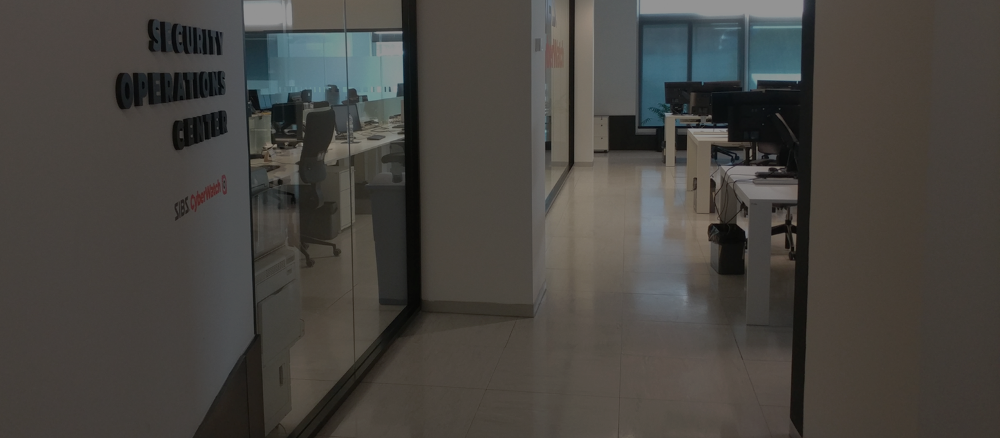 SECURITY
OPERATIONS
CENTER
SIBS CyberWatch